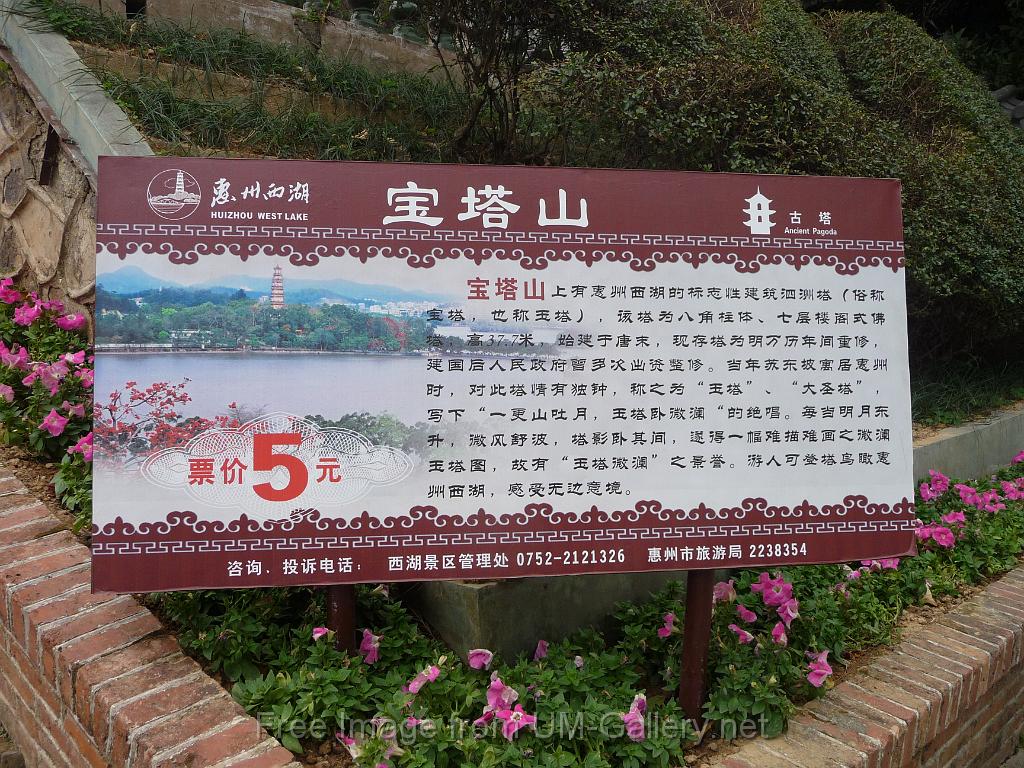 惠州西湖
HUIZHOU WEST LAKE
宝塔山
古塔
Ancient Pagoda
宝塔山上有惠州西湖的标志性建筑泗洲塔（俗称
宝塔，也称玉塔），该塔为八角柱体、七层楼阁式佛
塔，高37.7米，始建于唐末，现存塔为明万历年间重修，
建国后人民政府曾多次出资整修。当年苏东坡寓居惠州
时，对此塔情有独钟，称之为“玉塔”、“大圣塔”，
写下“一更山吐月，玉塔卧微澜“的绝唱。每当明月东
升，微风舒波，塔影卧其间，遂得一幅难描难画之微澜
玉塔图，故有“玉塔微澜”之景誉。游人可登塔鸟瞰惠
州西湖，感受无边意境。
票价5元
咨询、投诉电话： 西湖景区管理处 0752-2121326 惠州市旅游局 2238354
Free Image from UM-Gallery.net